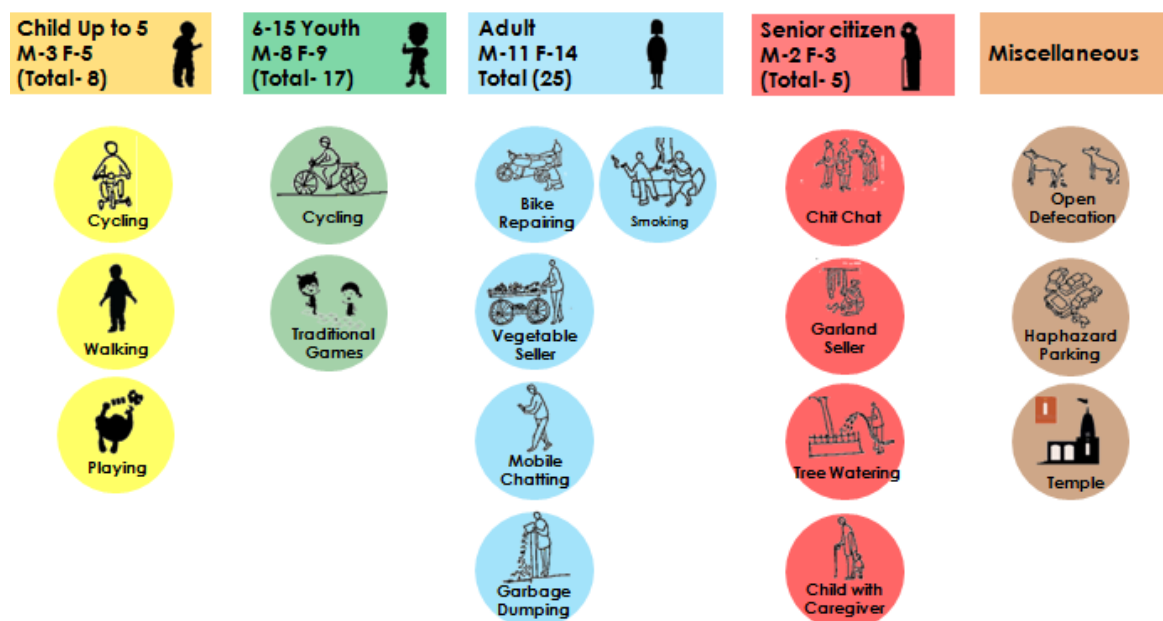 Child Up to 5
M-3 F-5
(Total- 8)
6-15 Youth
M-8 F-9
(Total- 17)
Adult
M-11 F-14
Total (25)
Senior citizen
M-2 F-3
(Total- 5)
Miscellaneous
Cycling
Walking
Playing
Cycling
Traditional
Games
Bike
Repairing
Smoking
Vegetable
Seller
Mobile
Chatting
Garbage
Dumping
Chit Chat
Garland
Seller
Tree Watering
Child with
Caregiver
Open
Defecation
Haphazard
Parking
Temple